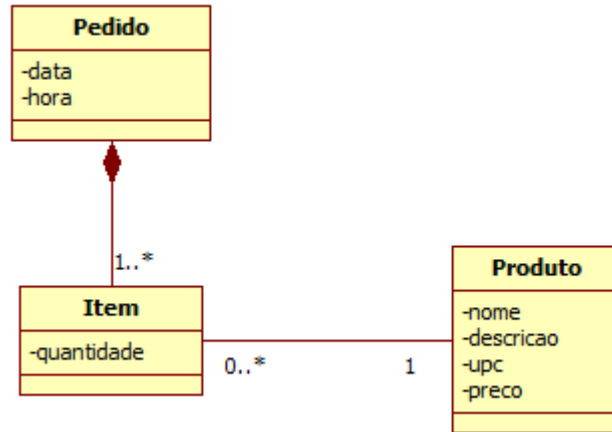 Pedido
-data
-hora
1..*
Item
-quantidade
0..*
1
Produto
-nome
-descricao
-upc
-preco